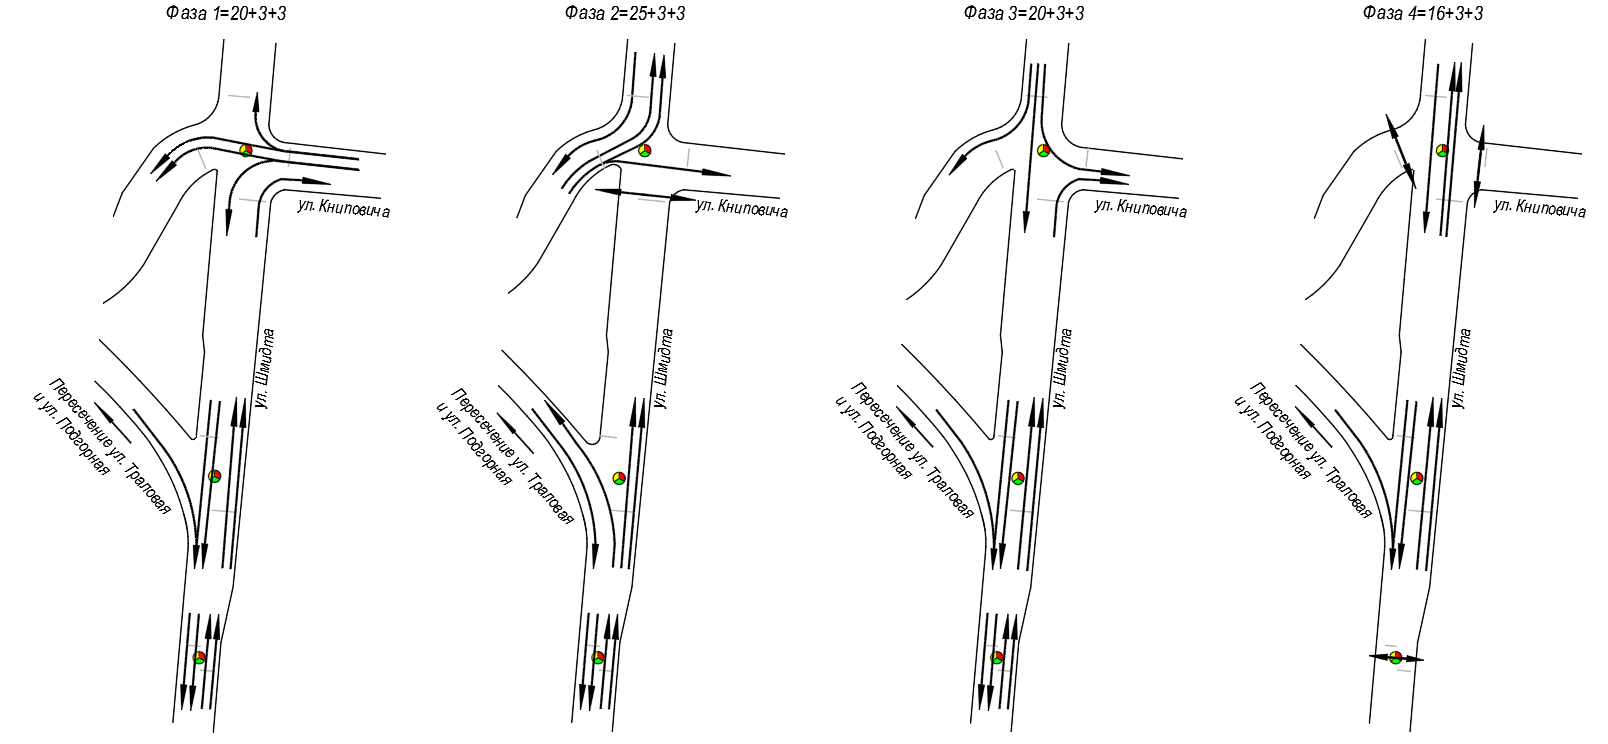 Фаза 1=20+3+3
Фаза 2=25+3+3
Фаза 3=20+3+3
Фаза 4=16+3+3
ул. Книповича
ул. Книповича
ул. Книповича
ул. Книповича
ул. Шмидта
ул. Шмидта
ул. Шмидта
ул. Шмидта
Пересечение ул. Траловая
и ул. Подгорная
Пересечение ул. Траловая
и ул. Подгорная
Пересечение ул. Траловая
и ул. Подгорная
Пересечение ул. Траловая
и ул. Подгорная